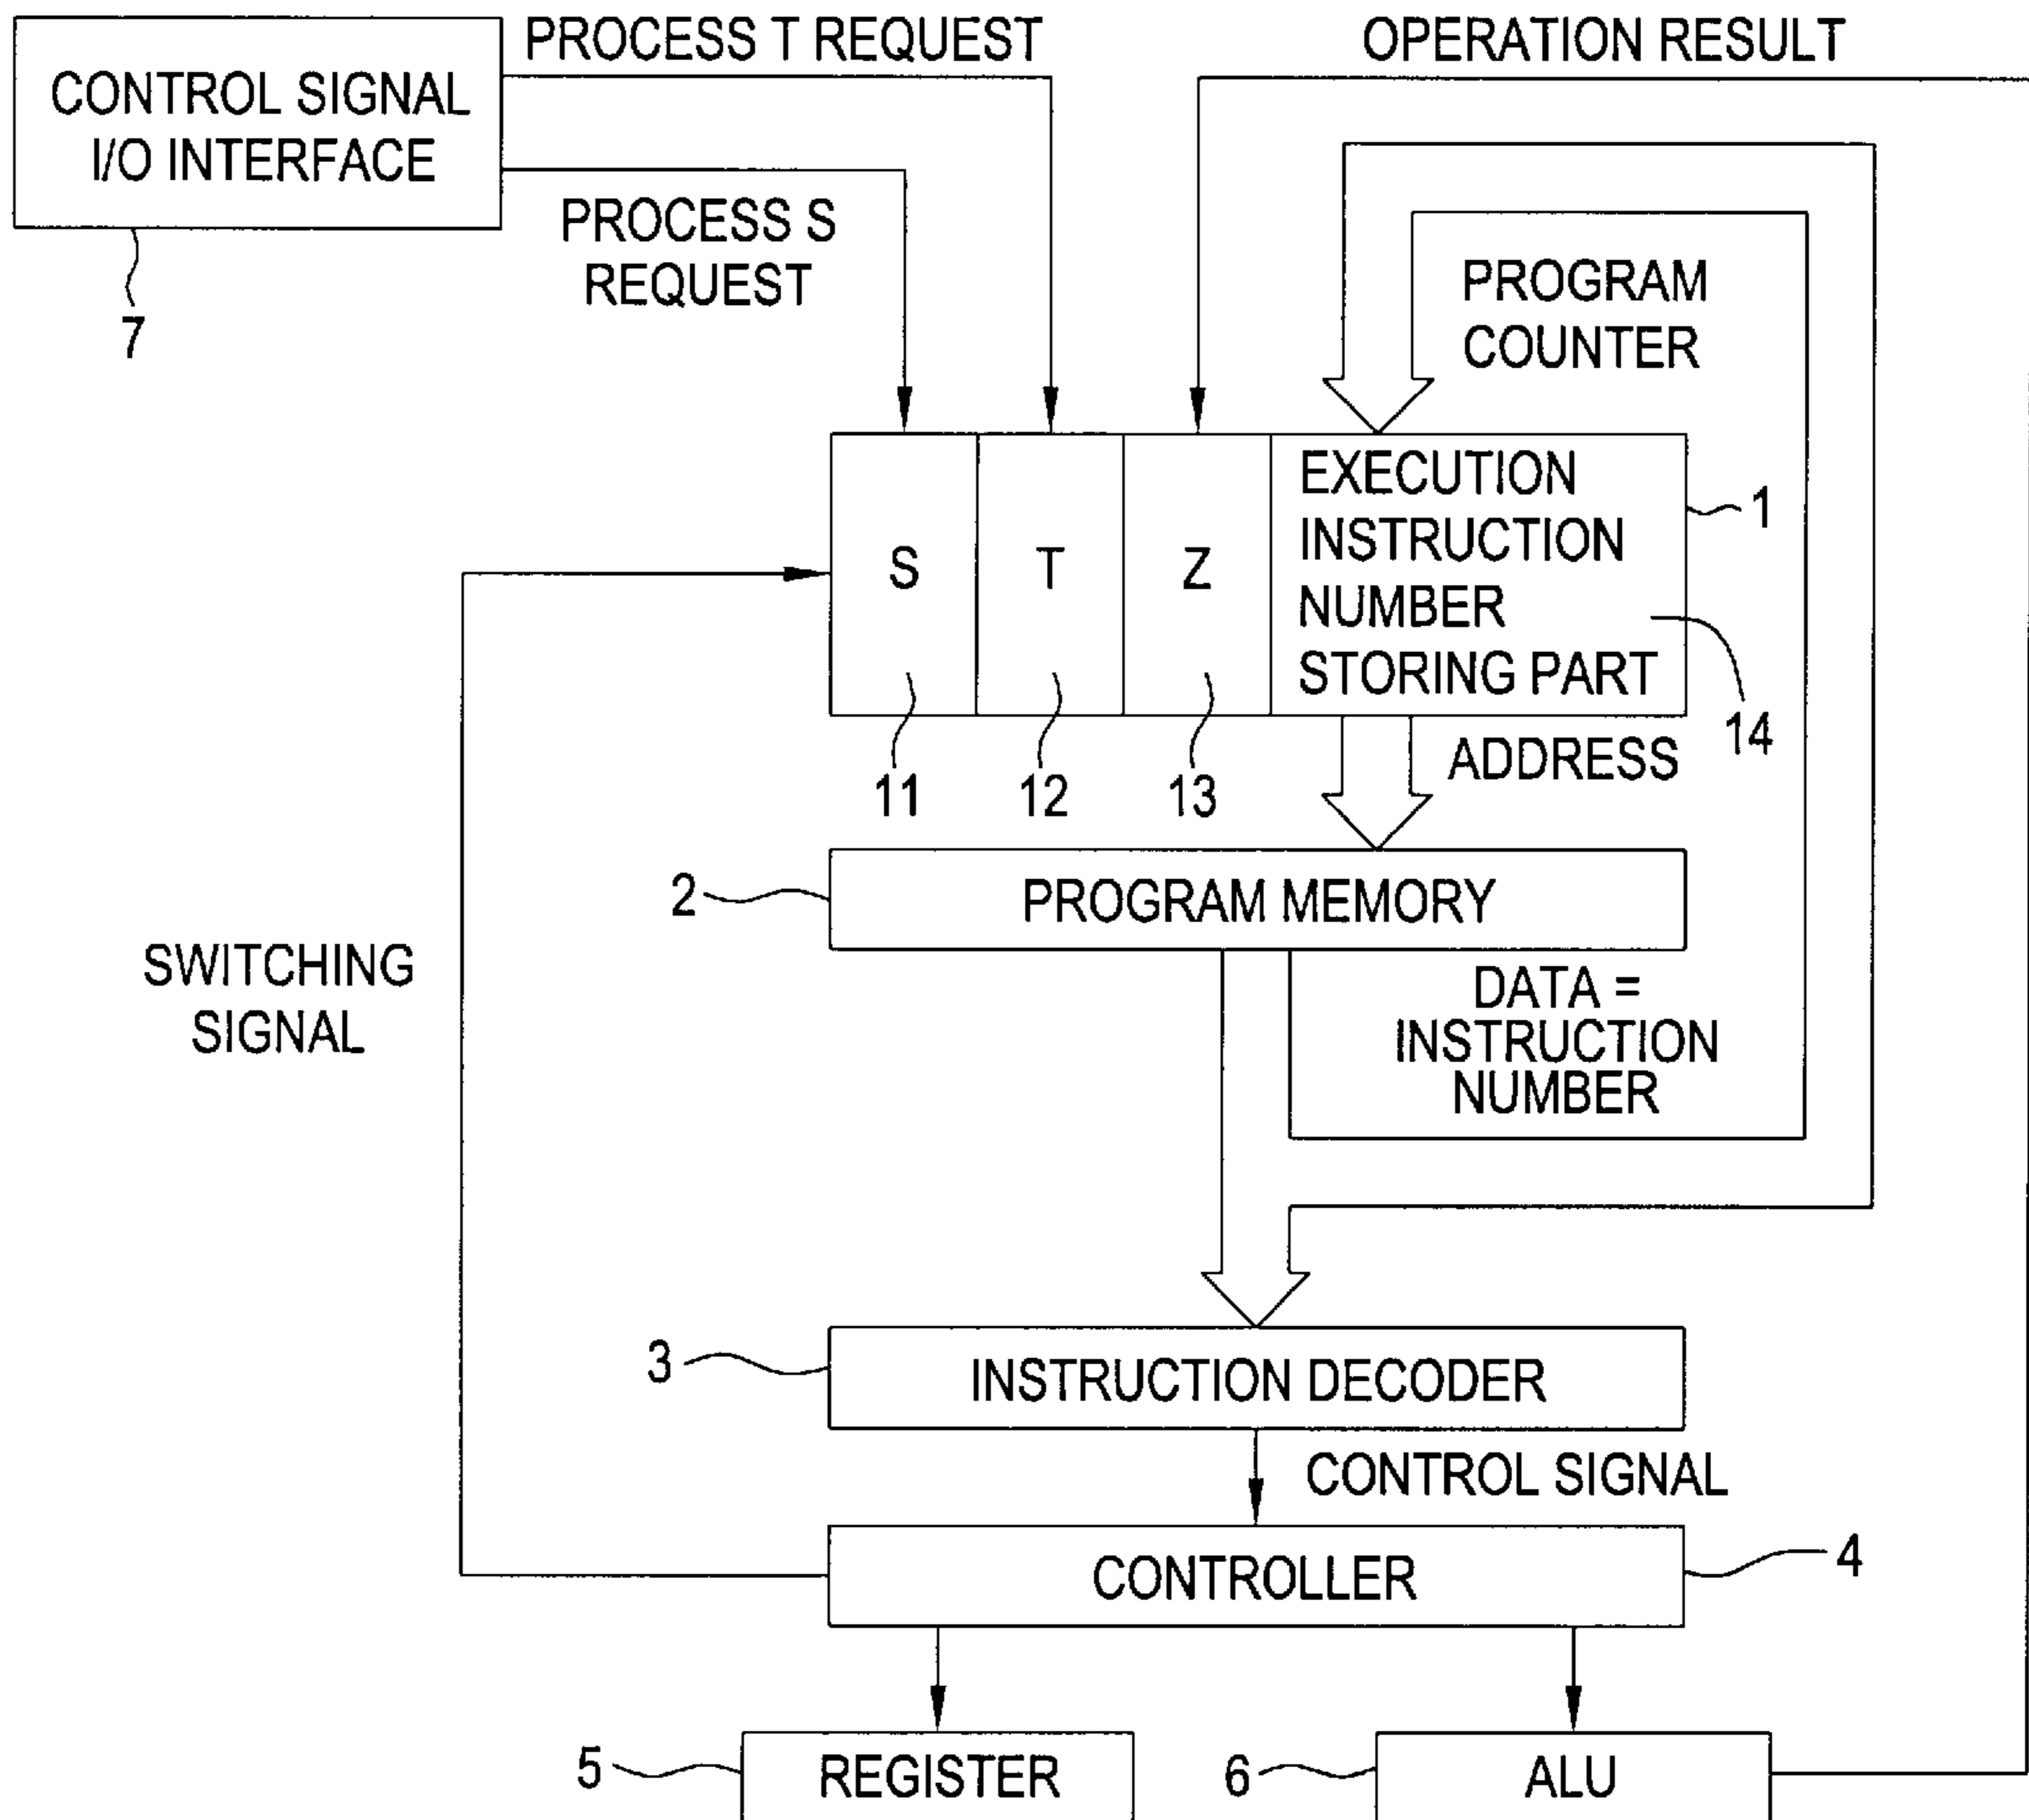 PROCESS T REQUEST
OPERATION RESULT
CONTROL SIGNAL
I/O INTERFACE
PROCESS S
REQUEST
7
PROGRAM
COUNTER
S
T
Z
EXECUTION
INSTRUCTION
NUMBER
STORING PART
1
14
11
12
13
ADDRESS
2
PROGRAM MEMORY
SWITCHING
SIGNAL
DATA =
INSTRUCTION
NUMBER
3
INSTRUCTION DECODER
CONTROL SIGNAL
CONTROLLER
4
5
REGISTER
6
ALU